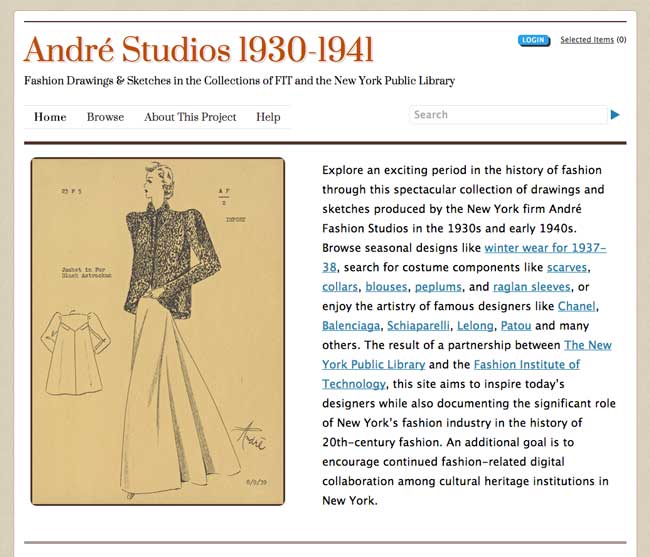 André Studios 1930-1941
LOGIN
Selected Items (0)
Fashion Drawings & Sketches in the Collections of FIT and the New York Public Library
Home Browse About This Project Help
Search
23 F 5
A F
2
IMPORT
Jacket in Fur
Black Astrackan
André
8/9/39
Explore an exciting period in the history of fashion
through this spectacular collection of drawings and
sketches produced by the New York firm André
Fashion Studios in the 1930s and early 1940s.
Browse seasonal designs like winter wear for 1937–
38, search for costume components like scarves,
collars, blouses, peplums, and raglan sleeves, or
enjoy the artistry of famous designers like Chanel,
Balenciaga, Schiaparelli, Lelong, Patou and many
others. The result of a partnership between The New
York Public Library and the Fashion Institute of
Technology, this site aims to inspire today's
designers while also documenting the significant role
of New York's fashion industry in the history of
20th-century fashion. An additional goal is to
encourage continued fashion-related digital
collaboration among cultural heritage institutions in
New York.